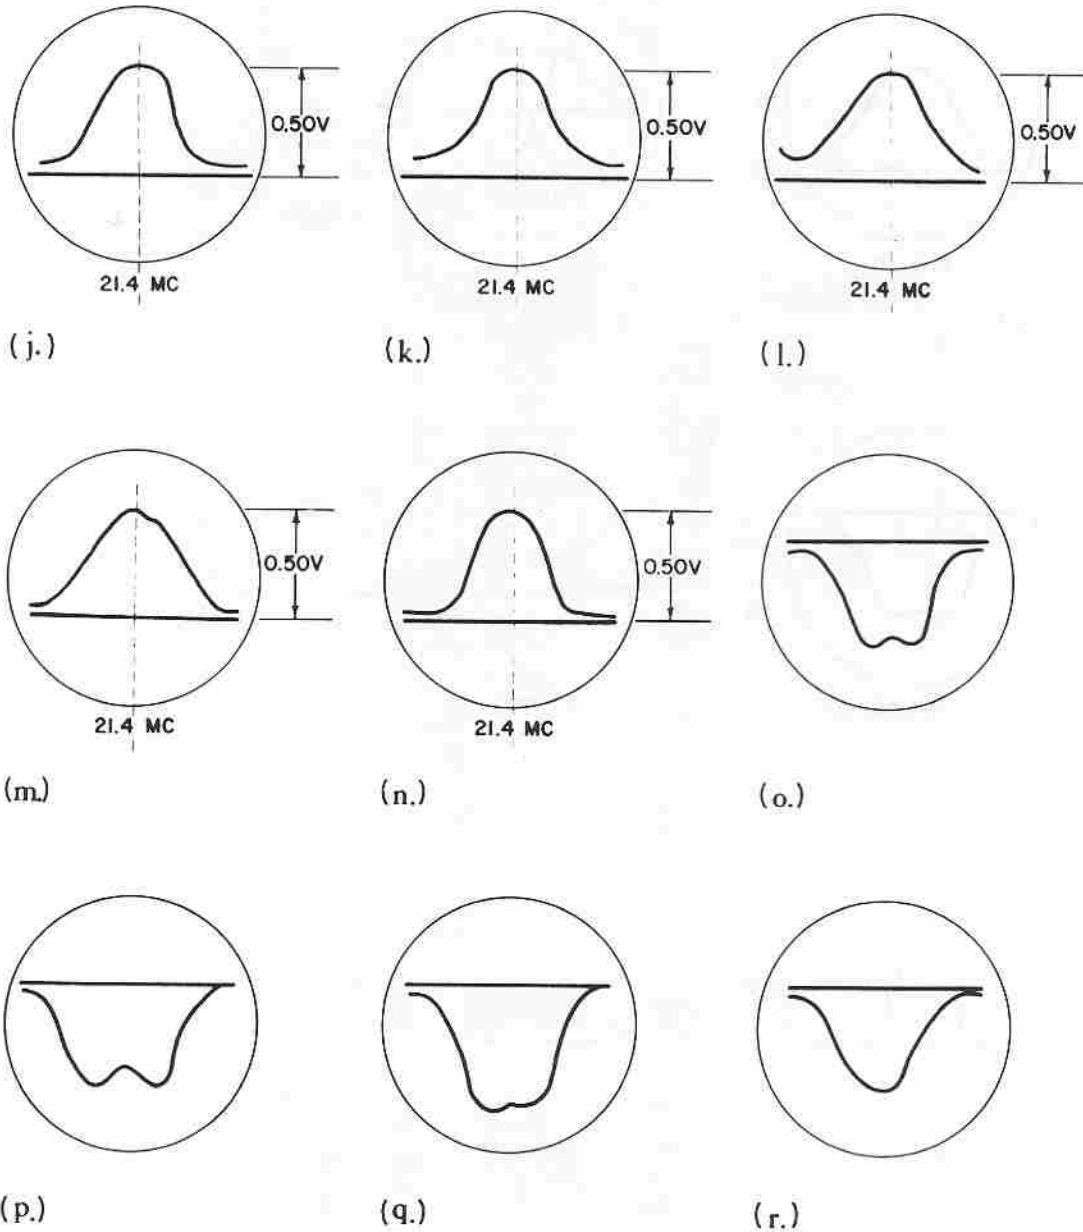 0.50V 0.50V 0.50V
21.4 MC 21.4 MC 21.4 MC
(j.) (k.) (l.)
0.50V 0.50V
21.4 MC 21.4 MC
(m.) (n.) (o.)
(p.) (q.) (r.)